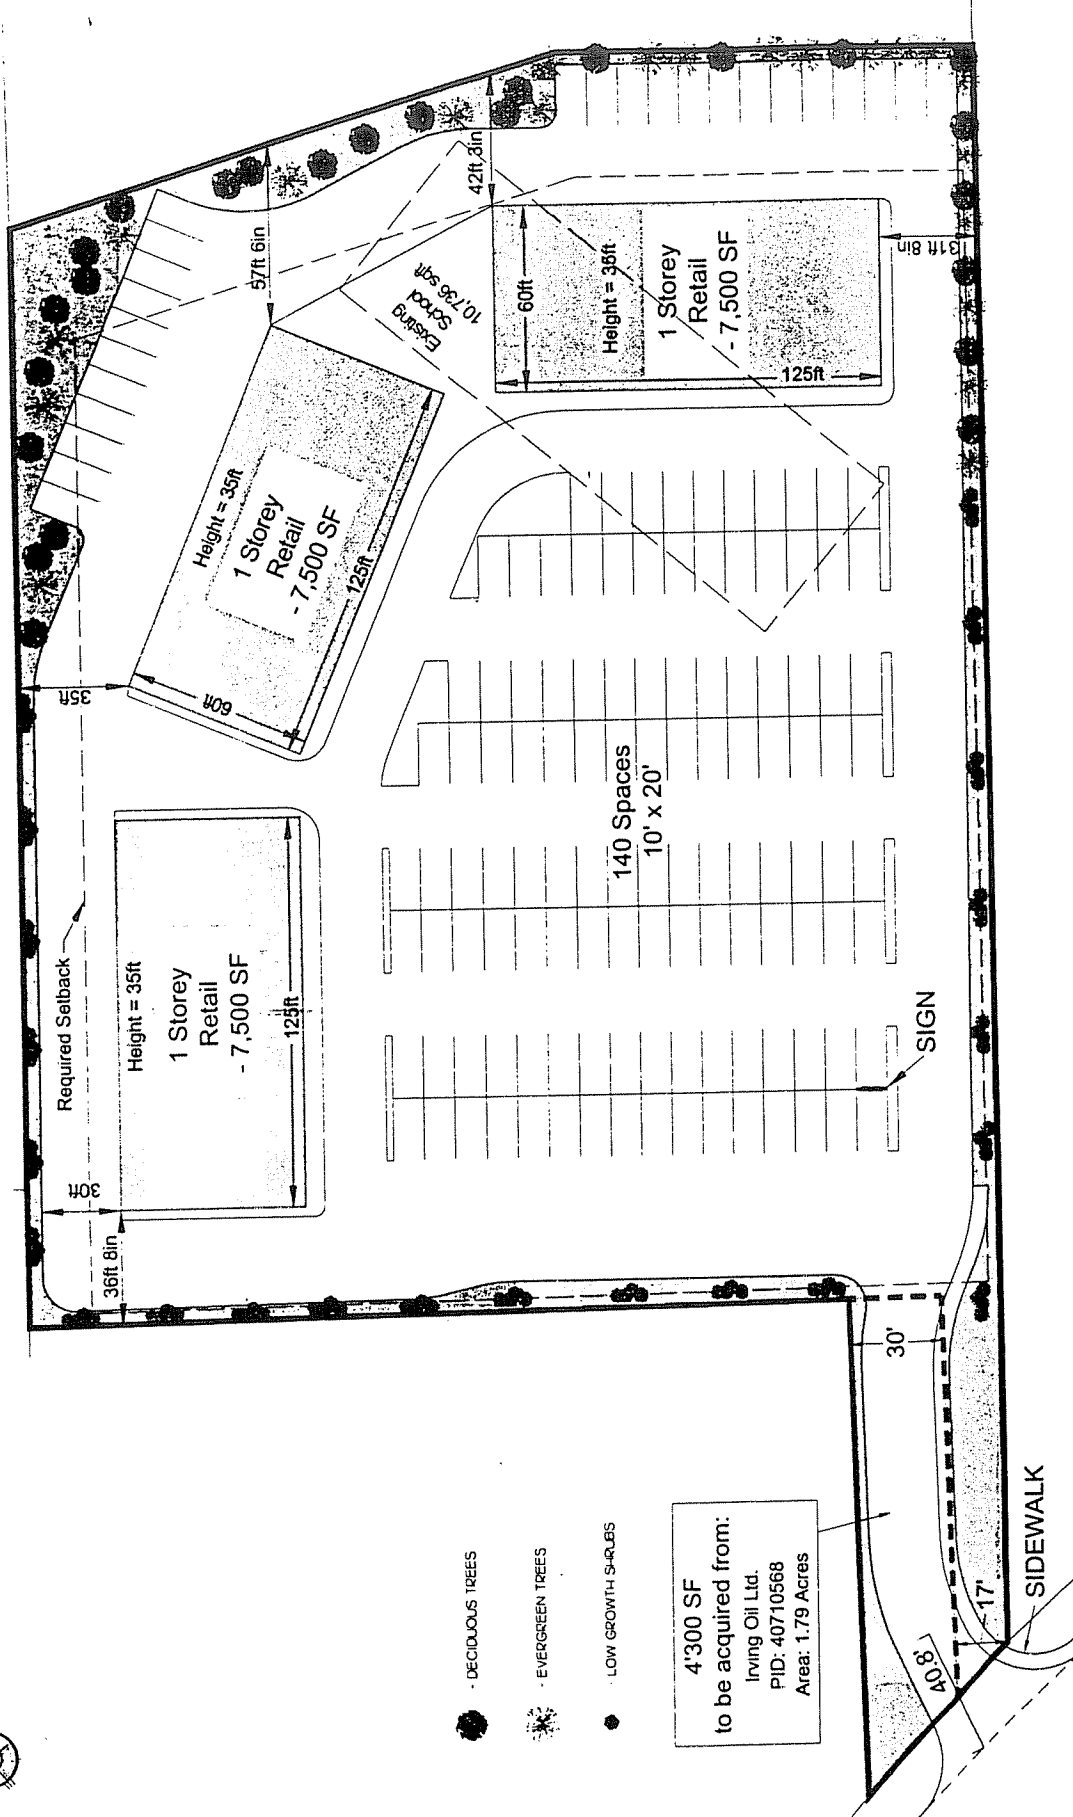 Required Setback
36ft 8in
30ft
Height = 35ft
1 Storey
Retail
- 7,500 SF
125ft
35ft
60ft
Height = 35ft
1 Storey
Retail
- 7,500 SF
125ft
57ft 6in
42ft 3in
Existing
School
10,736 sqft
60ft
Height = 35ft
1 Storey
Retail
- 7,500 SF
125ft
31ft 8in
140 Spaces
10' x 20'
SIGN
30'
- DECIDUOUS TREES
- EVERGREEN TREES
- LOW GROWTH SHRUBS
4'300 SF
to be acquired from:
Irving Oil Ltd.
PID: 40710568
Area: 1.79 Acres
40.8'
17'
SIDEWALK